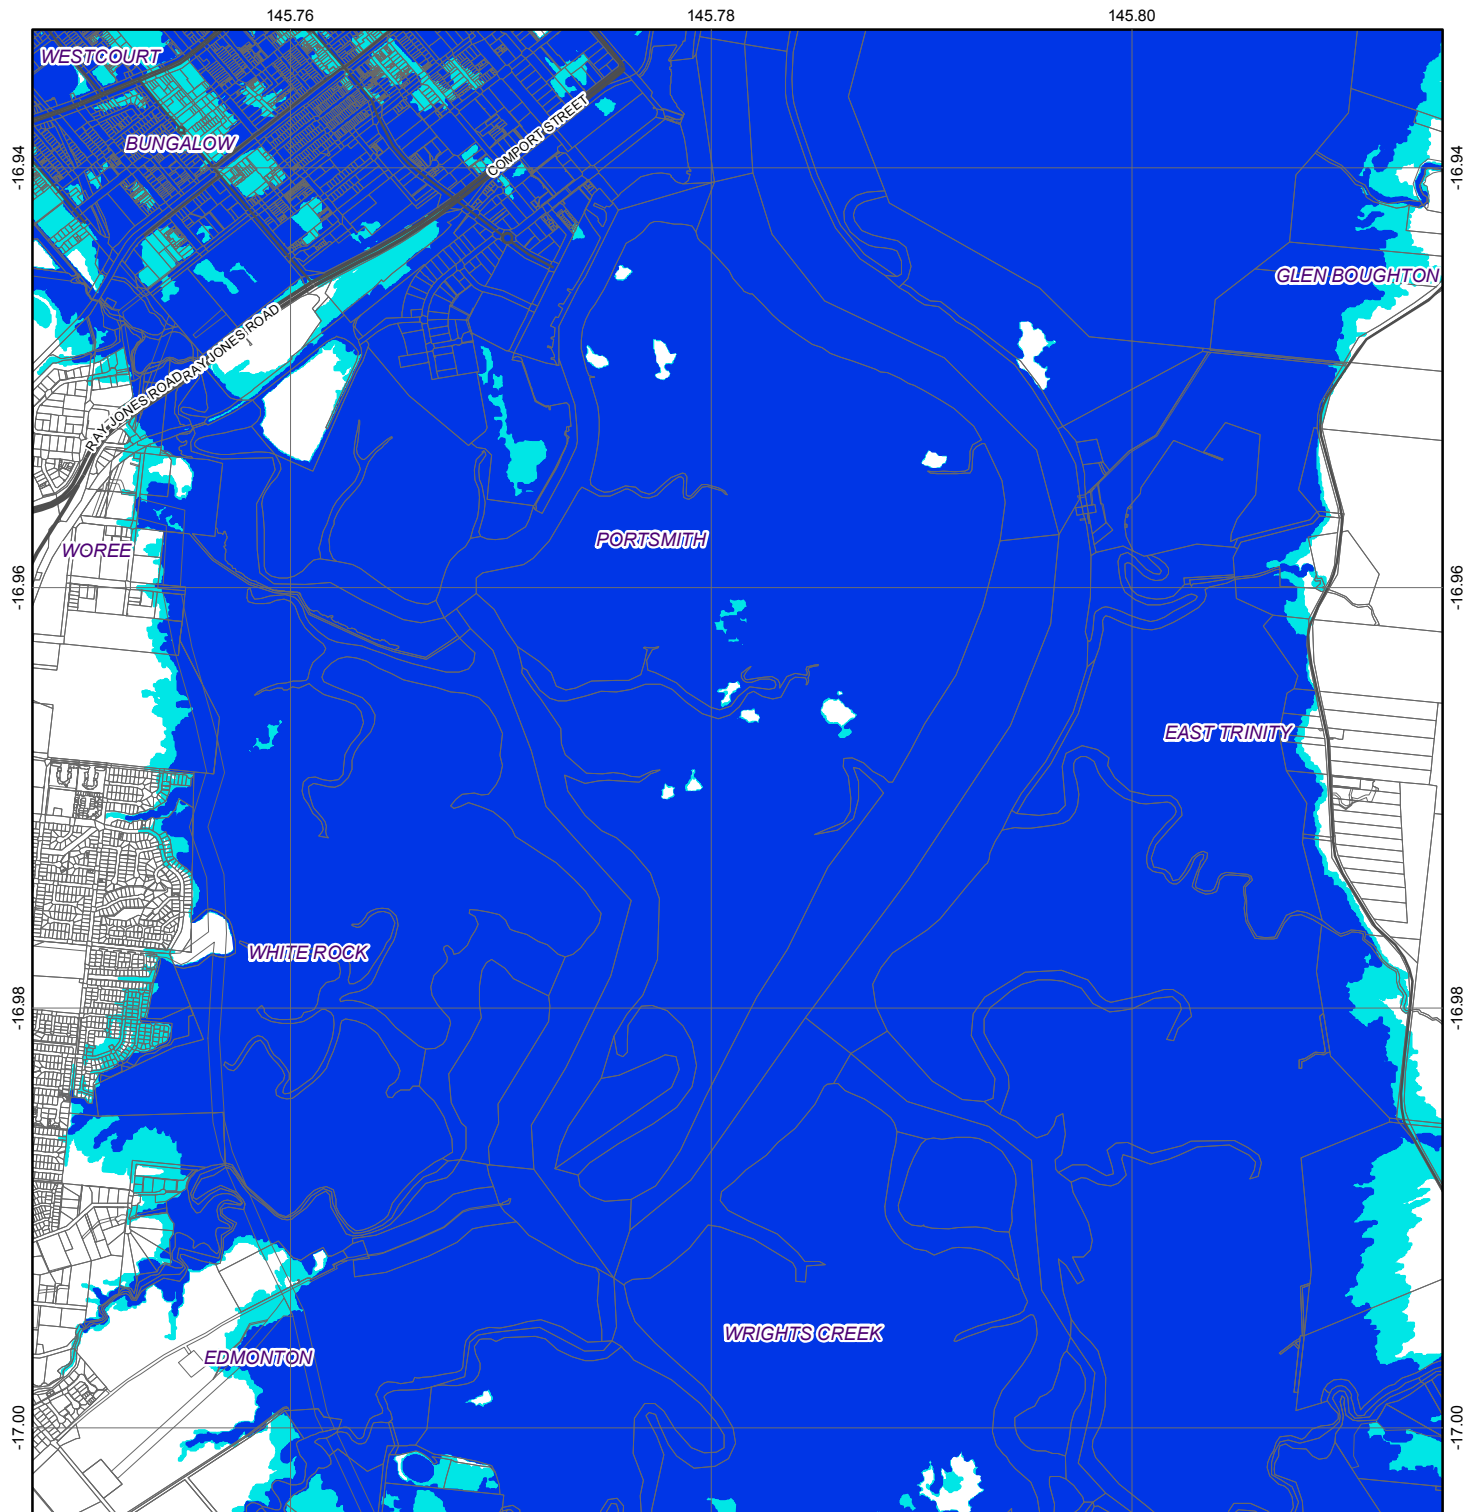 145.76
145.78
145.80
WESTCOURT
COMPORT STREET
BUNGALOW
-16.94
-16.94
GLEN BOUGHTON
RAY JONES ROAD
RAY JONES ROAD
PORTSMITH
WOREE
-16.96
-16.96
EAST TRINITY
WHITE ROCK
-16.98
-16.98
WRIGHTS CREEK
EDMONTON
-17.00
-17.00